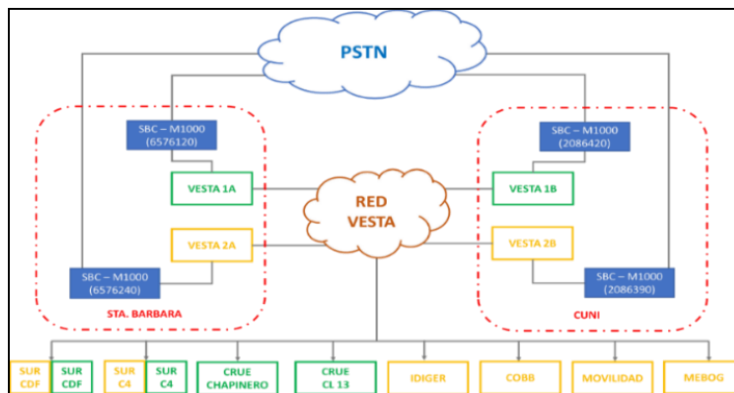 PSTN
SBC – M1000
(6576120)
SBC – M1000
(2086420)
VESTA 1A
RED
VESTA
VESTA 1B
VESTA 2A
VESTA 2B
SBC – M1000
(6576240)
SBC – M1000
(2086390)
STA. BARBARA
CUNI
SUR
CDF
SUR
CDF
SUR
C4
SUR
C4
CRUE
CHAPINERO
CRUE
CL 13
IDIGER
COBB
MOVILIDAD
MEBOG